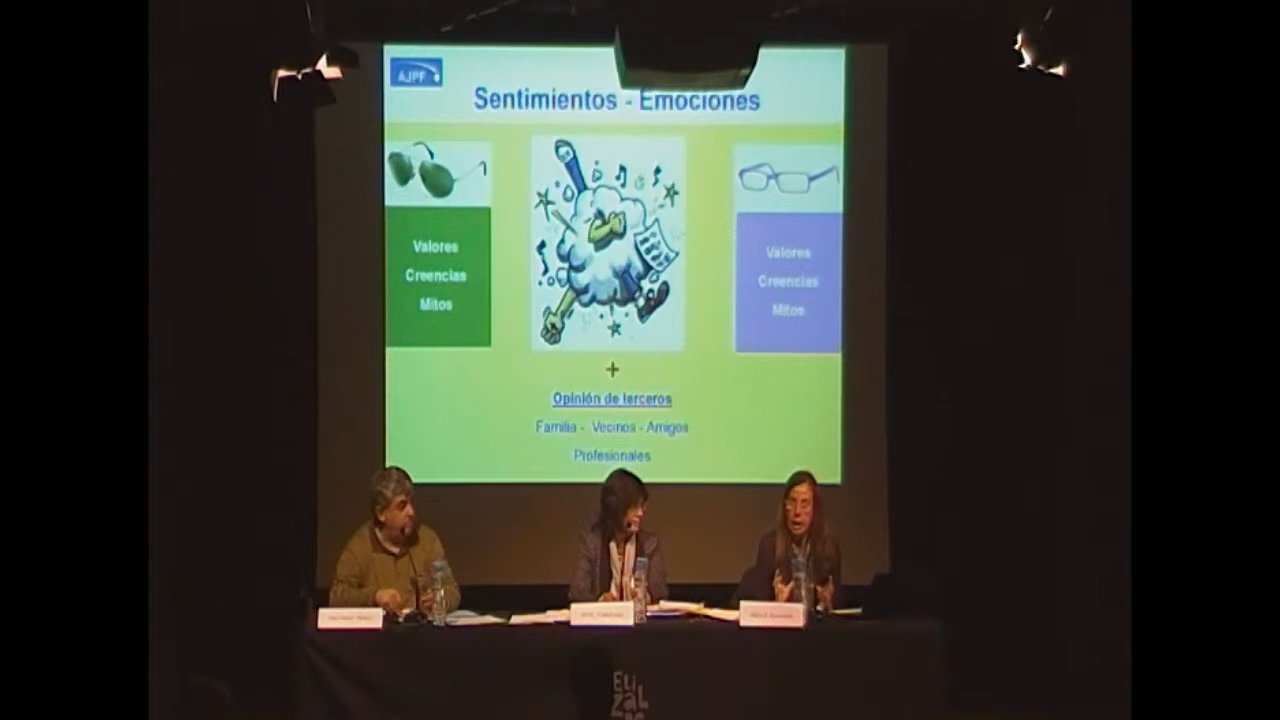 AJPF
Sentimientos - Emociones
Valores
Creencias
Mitos
Valores
Creencias
Mitos
+
Opinión de terceros
Familia - Vecinos - Amigos
Profesionales